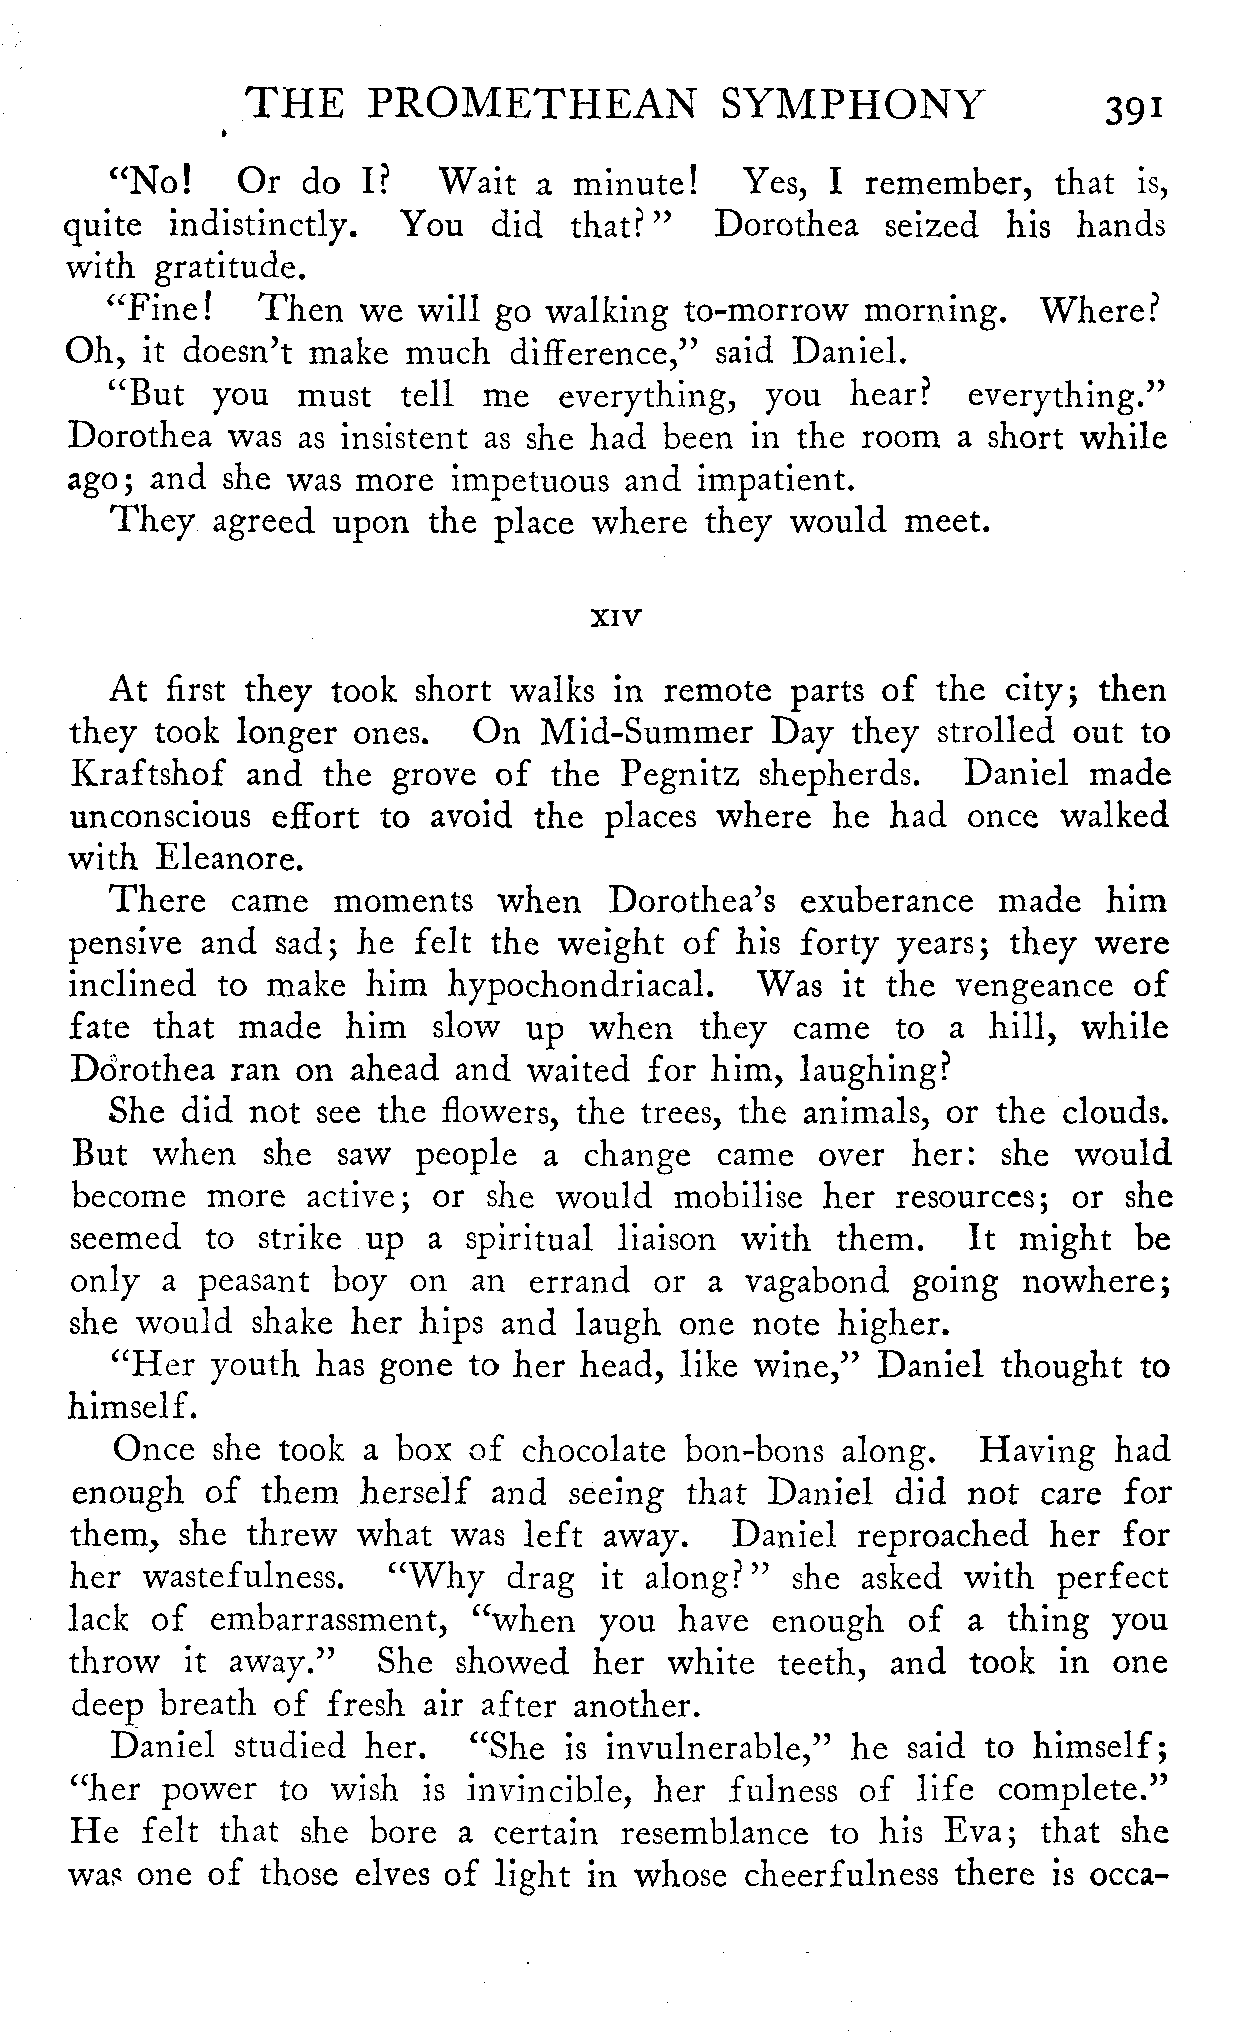 THE PROMETHEAN SYMPHONY 391
"No! Or do I? Wait a minute! Yes, I remember, that is,
quite indistinctly. You did that?" Dorothea seized his hands
with gratitude.
"Fine! Then we will go walking to-morrow morning. Where?
Oh, it doesn't make much difference," said Daniel.
"But you must tell me everything, you hear? everything."
Dorothea was as insistent as she had been in the room a short while
ago; and she was more impetuous and impatient.
They agreed upon the place where they would meet.
XIV
At first they took short walks in remote parts of the city; then
they took longer ones. On Mid-Summer Day they strolled out to
Kraftshof and the grove of the Pegnitz shepherds. Daniel made
unconscious effort to avoid the places where he had once walked
with Eleanore.
There came moments when Dorothea's exuberance made him
pensive and sad; he felt the weight of his forty years; they were
inclined to make him hypochondriacal. Was it the vengeance of
fate that made him slow up when they came to a hill, while
Dorothea ran on ahead and waited for him, laughing?
She did not see the flowers, the trees, the animals, or the clouds.
But when she saw people a change came over her: she would
become more active; or she would mobilise her resources; or she
seemed to strike up a spiritual liaison with them. It might be
only a peasant boy on an errand or a vagabond going nowhere;
she would shake her hips and laugh one note higher.
"Her youth has gone to her head, like wine," Daniel thought to
himself.
Once she took a box of chocolate bon-bons along. Having had
enough of them herself and seeing that Daniel did not care for
them, she threw what was left away. Daniel reproached her for
her wastefulness. "Why drag it along?" she asked with perfect
lack of embarrassment, "when you have enough of a thing you
throw it away." She showed her white teeth, and took in one
deep breath of fresh air after another.
Daniel studied her. "She is invulnerable," he said to himself;
"her power to wish is invincible, her fulness of life complete."
He felt that she bore a certain resemblance to his Eva; that she
was one of those elves of light in whose cheerfulness there is occa-